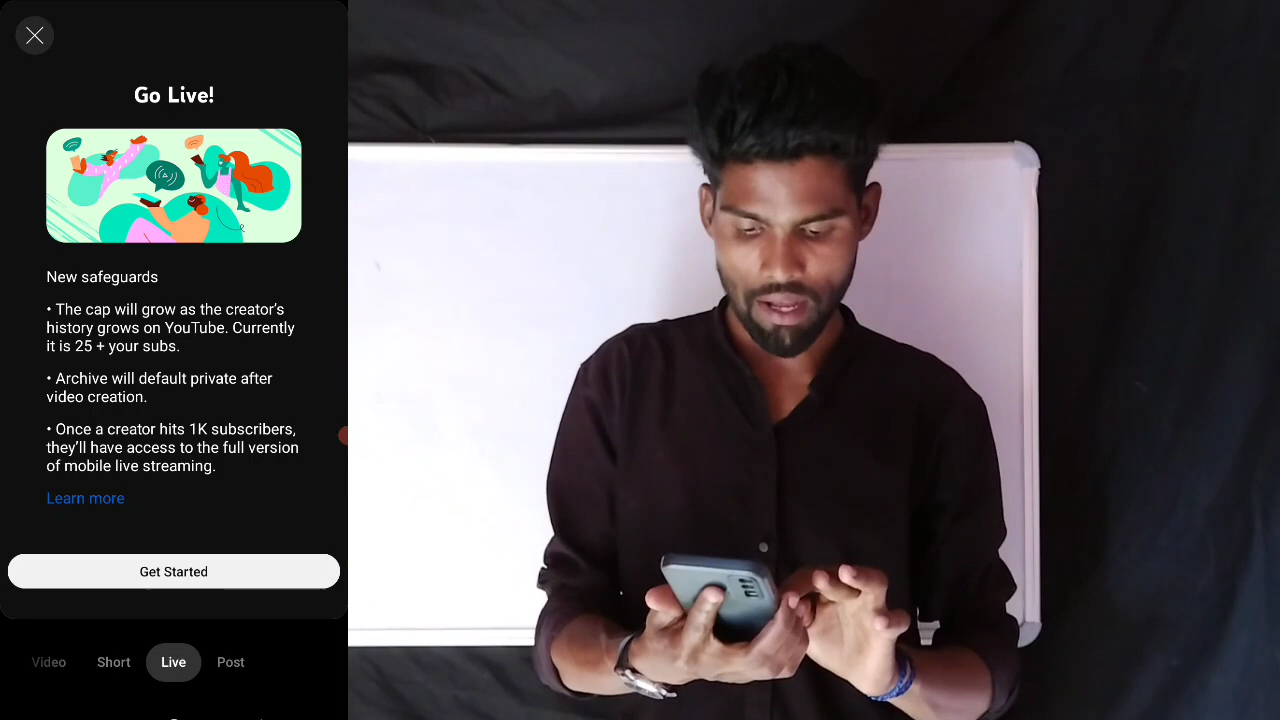 Go Live!
New safeguards
• The cap will grow as the creator’s
history grows on YouTube. Currently
it is 25 + your subs.
• Archive will default private after
video creation.
• Once a creator hits 1K subscribers,
they’ll have access to the full version
of mobile live streaming.
Learn more
Get Started
Video Short Live Post